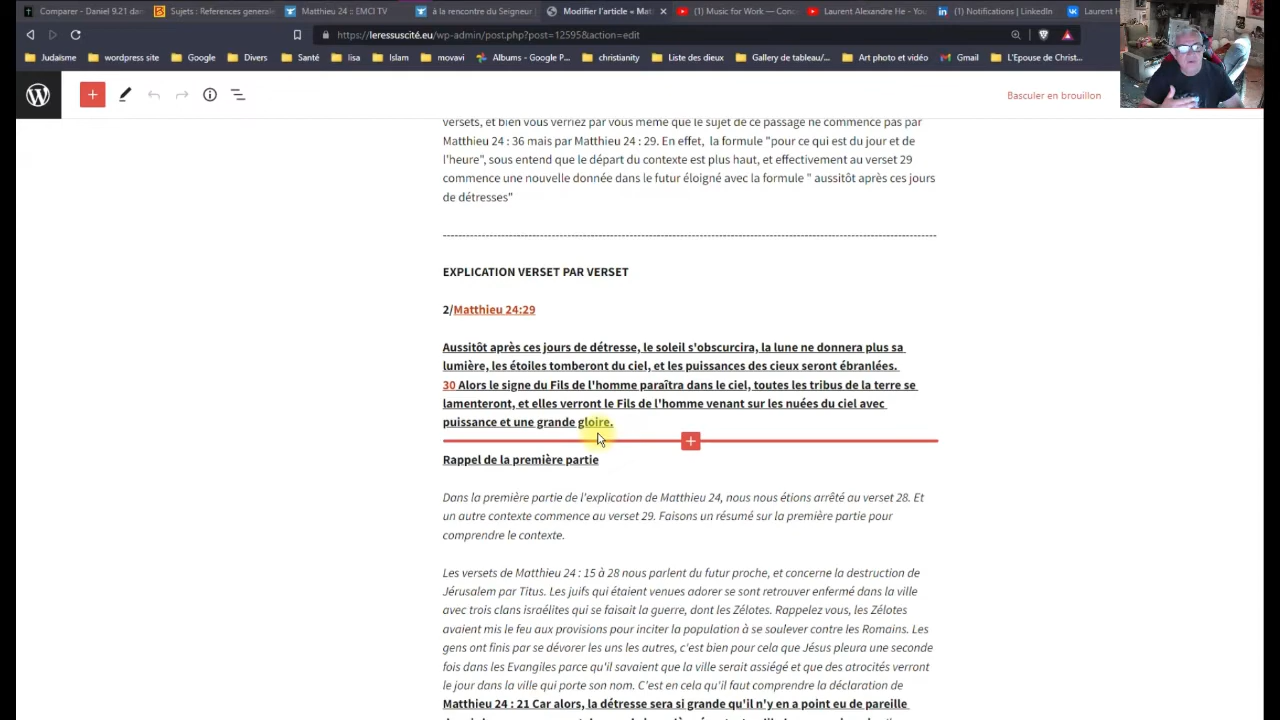 Comparer - Daniel 9.21 dan
Sujets : References generale
Matthieu 24 :: EMCI TV
à la rencontre du Seigneur
Modifier l'article « Mat
(1) Music for Work — Conc
Laurent Alexandre He - You
(1) Notifications | LinkedIn
Laurent H
https://leressuscité.eu/wp-admin/post.php?post=12595&action=edit
Judaïsme
wordpress site
Google
Divers
Santé
lisa
Islam
movavi
Albums - Google P...
christianity
Liste des dieux
Gallery de tableau/...
Art photo et vidéo
Gmail
L'Epouse de Christ...
Basculer en brouillon
versets, et bien vous verriez par vous même que le sujet de ce passage ne commence pas par
Matthieu 24 : 36 mais par Matthieu 24 : 29. En effet, la formule "pour ce qui est du jour et de
l'heure", sous entend que le départ du contexte est plus haut, et effectivement au verset 29
commence une nouvelle donnée dans le futur éloigné avec la formule " aussitôt après ces jours
de détresses"
EXPLICATION VERSET PAR VERSET
2/Matthieu 24:29
Aussitôt après ces jours de détresse, le soleil s'obscurcira, la lune ne donnera plus sa
lumière, les étoiles tomberont du ciel, et les puissances des cieux seront ébranlées.
30 Alors le signe du Fils de l'homme paraîtra dans le ciel, toutes les tribus de la terre se
lamenteront, et elles verront le Fils de l'homme venant sur les nuées du ciel avec
puissance et une grande gloire.
Rappel de la première partie
Dans la première partie de l'explication de Matthieu 24, nous nous étions arrêté au verset 28. Et
un autre contexte commence au verset 29. Faisons un résumé sur la première partie pour
comprendre le contexte.
Les versets de Matthieu 24 : 15 à 28 nous parlent du futur proche, et concerne la destruction de
Jérusalem par Titus. Les juifs qui étaient venues adorer se sont retrouver enfermé dans la ville
avec trois clans israélites qui se faisait la guerre, dont les Zélotes. Rappelez vous, les Zélotes
avaient mis le feu aux provisions pour inciter la population à se soulever contre les Romains. Les
gens ont finis par se dévorer les uns les autres, c'est bien pour cela que Jésus pleura une seconde
fois dans les Evangiles parce qu'il savaient que la ville serait assiégé et que des atrocités verront
le jour dans la ville qui porte son nom. C'est en cela qu'il faut comprendre la déclaration de
Matthieu 24 : 21 Car alors, la détresse sera si grande qu'il n'y en a point eu de pareille